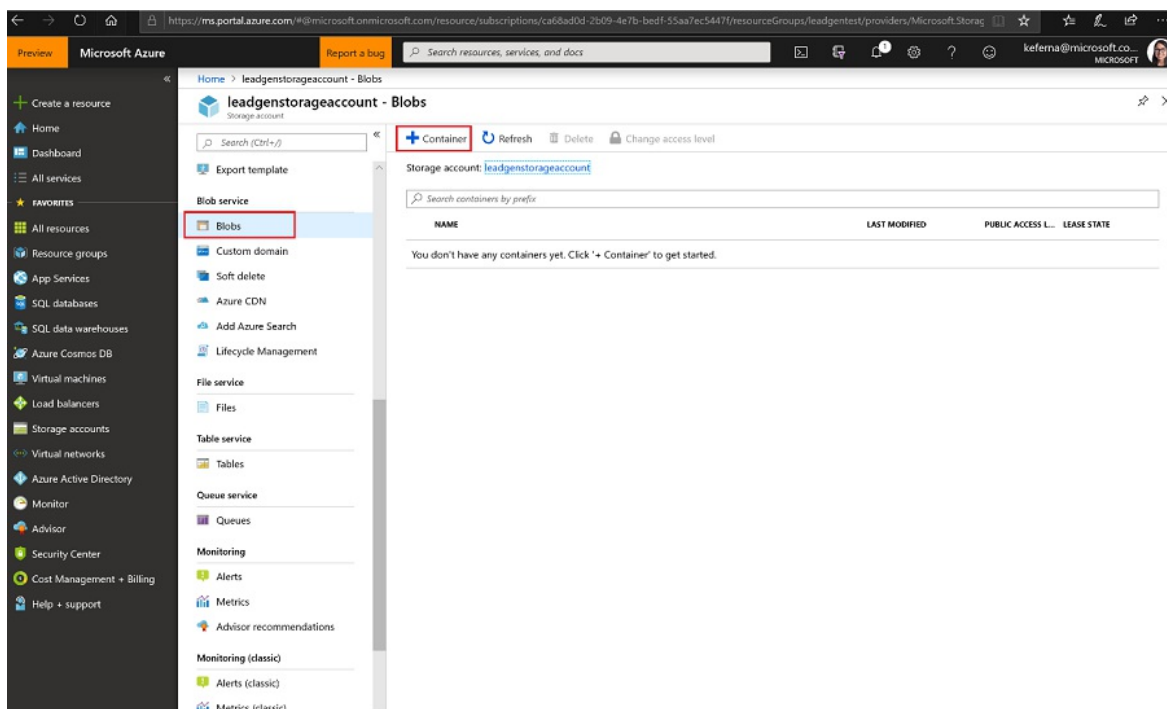 https://ms.portal.azure.com/#@microsoft.onmicrosoft.com/resource/subscriptions/ca68ad0d-2b09-4e7b-bedf-55aa7ec5447f/resourceGroups/leadgentest/providers/Microsoft.Storag
Preview
Microsoft Azure
Report a bug
Search resources, services, and docs
1
keferna@microsoft.co...
MICROSOFT
Create a resource
Home
Dashboard
All services
FAVORITES
All resources
Resource groups
App Services
SQL databases
SQL data warehouses
Azure Cosmos DB
Virtual machines
Load balancers
Storage accounts
Virtual networks
Azure Active Directory
Monitor
Advisor
Security Center
Cost Management + Billing
Help + support
Home > leadgenstorageaccount - Blobs
leadgenstorageaccount - Blobs
Storage account
Search (Ctrl+/)
Export template
Blob service
Blobs
Custom domain
Soft delete
Azure CDN
Add Azure Search
Lifecycle Management
File service
Files
Table service
Tables
Queue service
Queues
Monitoring
Alerts
Metrics
Advisor recommendations
Monitoring (classic)
Alerts (classic)
Metrics (classic)
Container
Refresh
Delete
Change access level
Storage account: leadgenstorageaccount
Search containers by prefix
NAME
LAST MODIFIED
PUBLIC ACCESS L...
LEASE STATE
You don't have any containers yet. Click '+ Container' to get started.